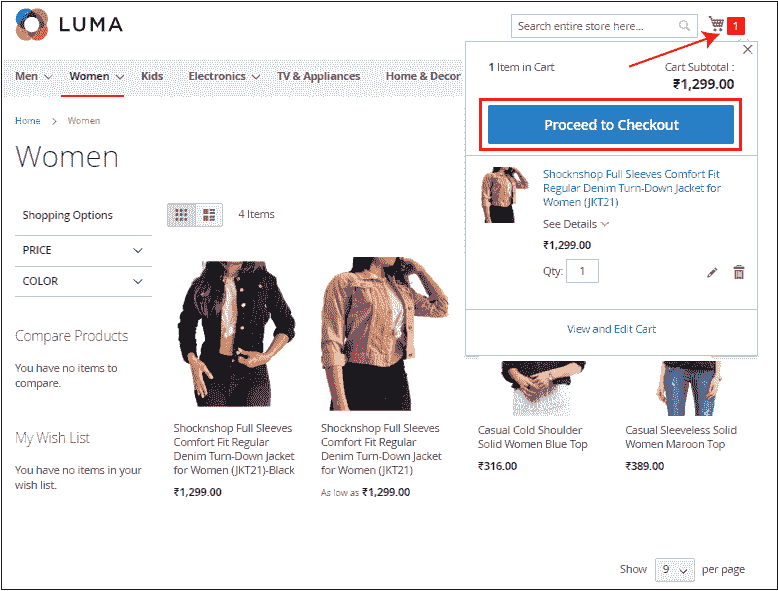 LUMA
Search entire store here...
1
Men
Women
Kids
Electronics
TV & Appliances
Home & Decor
1 Item in Cart
Cart Subtotal :
₹1,299.00
Proceed to Checkout
Shocknshop Full Sleeves Comfort Fit
Regular Denim Turn-Down Jacket for
Women (JKT21)
See Details
₹1,299.00
Qty: 1
View and Edit Cart
Home > Women
Women
Shopping Options
PRICE
COLOR
Compare Products
You have no items to
compare.
My Wish List
You have no items in your
wish list.
4 Items
Shocknshop Full Sleeves
Comfort Fit Regular
Denim Turn-Down Jacket
for Women (JKT21)-Black
₹1,299.00
Shocknshop Full Sleeves
Comfort Fit Regular
Denim Turn-Down Jacket
for Women (JKT21)
As low as ₹1,299.00
Casual Cold Shoulder
Solid Women Blue Top
₹316.00
Casual Sleeveless Solid
Women Maroon Top
₹389.00
Show 9 per page